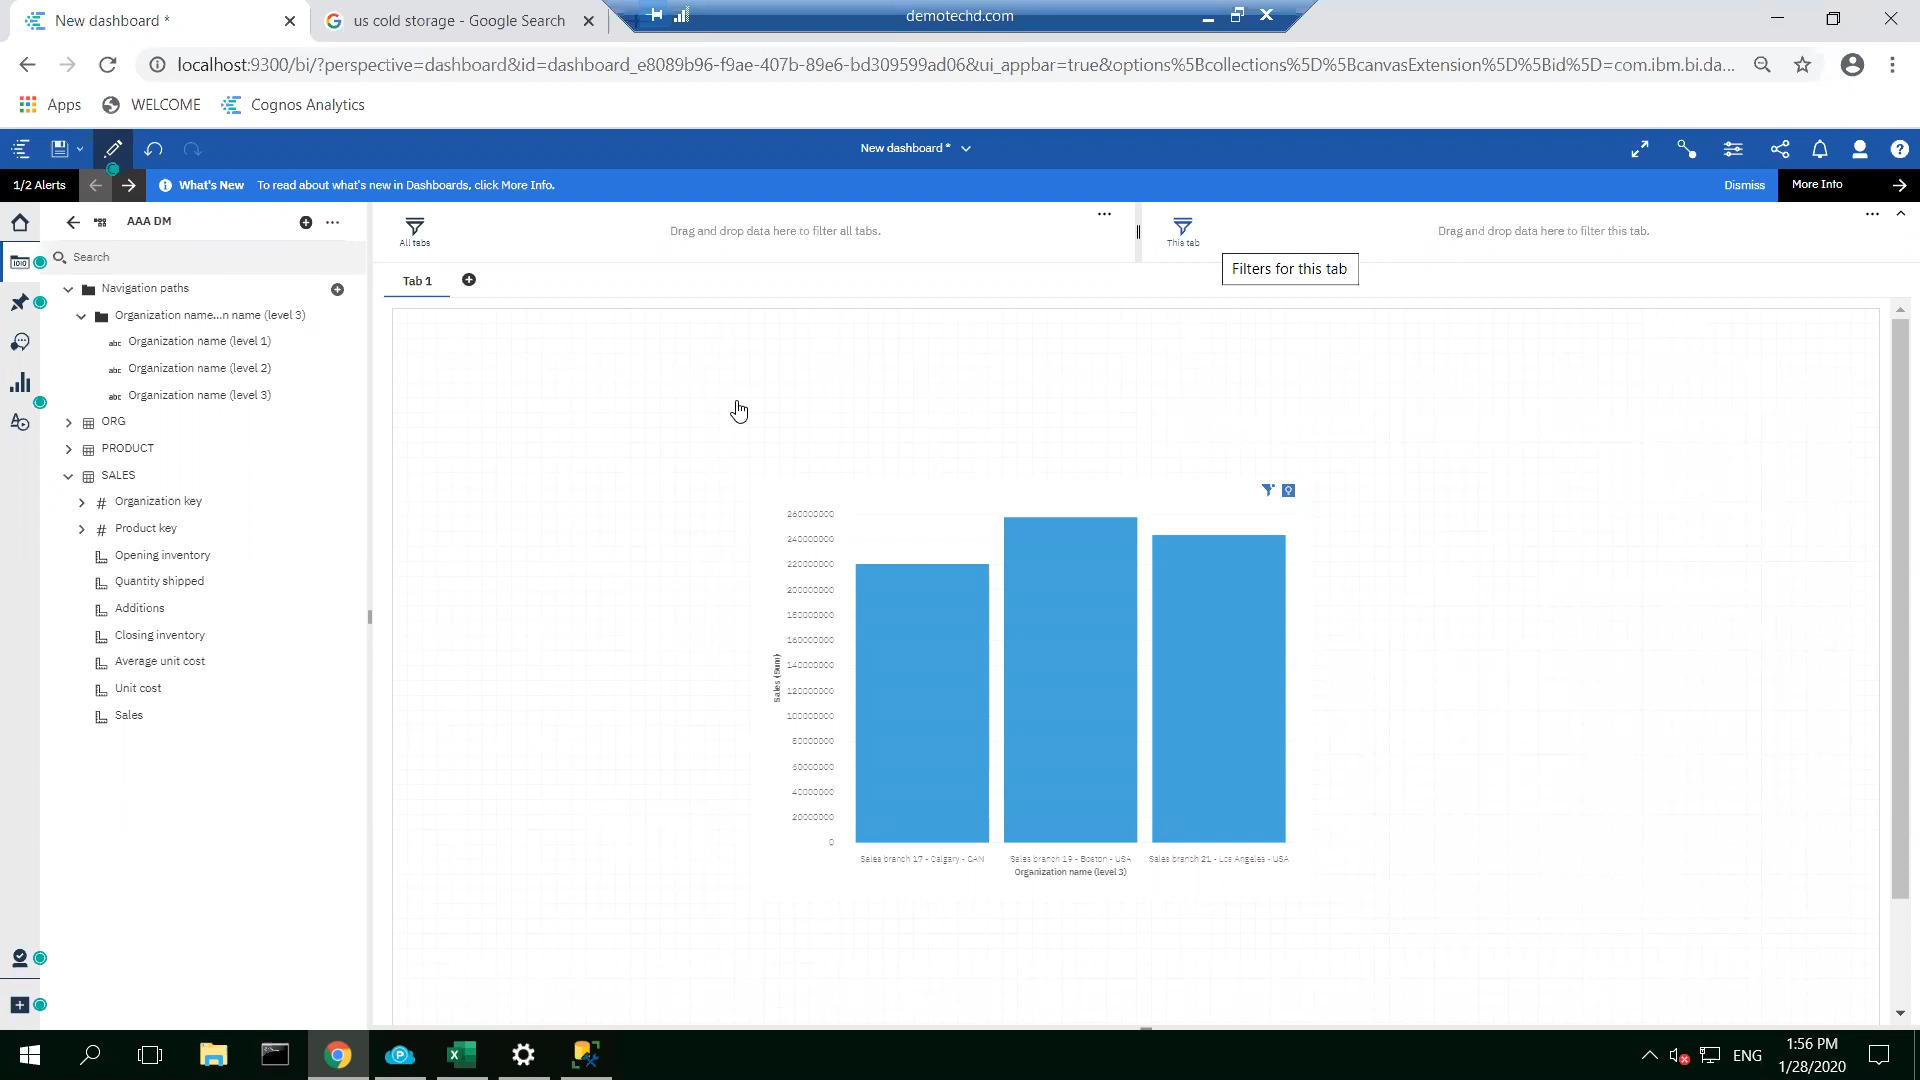 New dashboard *
us cold storage - Google Search
demotechd.com
localhost:9300/bi/?perspective=dashboard&id=dashboard_e8089b96-f9ae-407b-89e6-bd309599ad06&ui_appbar=true&options%5Bcollections%5D%5BcanvasExtension%5D%5Bid%5D=com.ibm.bi.da...
Apps
WELCOME
Cognos Analytics
New dashboard *
1/2 Alerts
What's New To read about what's new in Dashboards, click More Info.
Dismiss
More Into
AAA DM
Search
Navigation paths
Organization name...n name (level 3)
abc Organization name (level 1)
abc Organization name (level 2)
abc Organization name (level 3)
ORG
PRODUCT
SALES
# Organization key
# Product key
Opening inventory
Quantity shipped
Additions
Closing inventory
Average unit cost
Unit cost
Sales
All tabs
Drag and drop data here to filter all tabs.
This tab
Drag and drop data here to filter this tab.
Filters for this tab
Tab 1
260000000
240000000
220000000
200000000
180000000
160000000
140000000
120000000
100000000
80000000
60000000
40000000
20000000
0
Sales (Sum)
Sales branch 17 - Calgary - CAN
Sales branch 19 - Boston - USA
Sales branch 21 - Los Angeles - USA
Organization name (level 3)
ENG
1:56 PM
1/28/2020